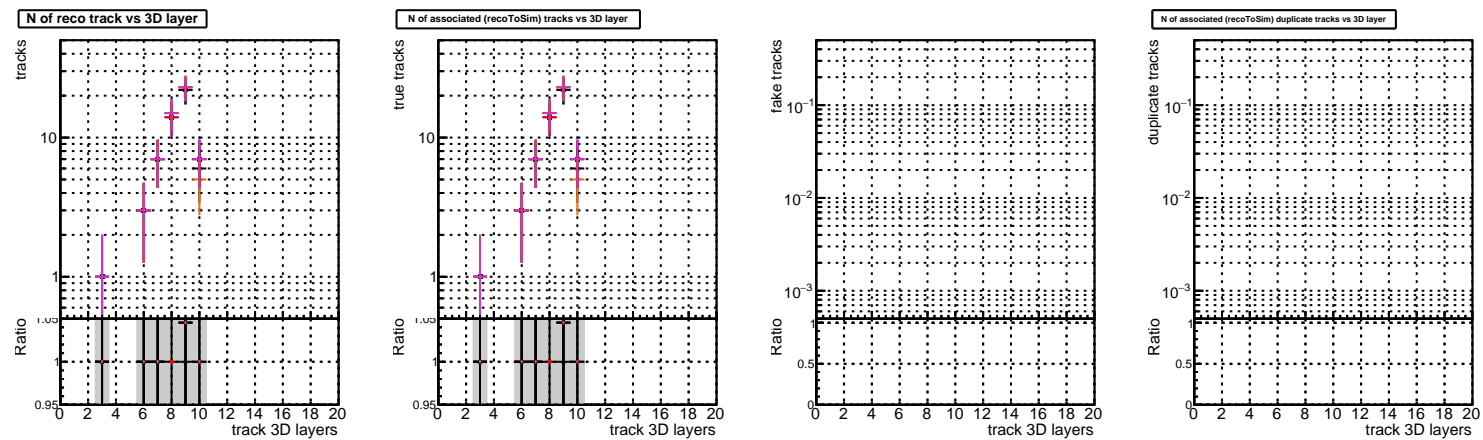 N of reco track vs 3D layer
tracks
10
1
Ratio
1.05
1
0.95
0 2 4 6 8 10 12 14 16 18 20
track 3D layers
N of associated (recoToSim) tracks vs 3D layer
true tracks
10
1
Ratio
1.05
1
0.95
0 2 4 6 8 10 12 14 16 18 20
track 3D layers
fake tracks
10⁻¹
10⁻²
10⁻³
Ratio
1
0.5
0
0 2 4 6 8 10 12 14 16 18 20
track 3D layers
N of associated (recoToSim) duplicate tracks vs 3D layer
duplicate tracks
10⁻¹
10⁻²
10⁻³
Ratio
1
0.5
0
0 2 4 6 8 10 12 14 16 18 20
track 3D layers